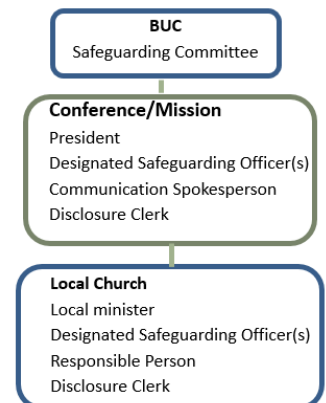 BUC
Safeguarding Committee
Conference/Mission
President
Designated Safeguarding Officer(s)
Communication Spokesperson
Disclosure Clerk
Local Church
Local minister
Designated Safeguarding Officer(s)
Responsible Person
Disclosure Clerk